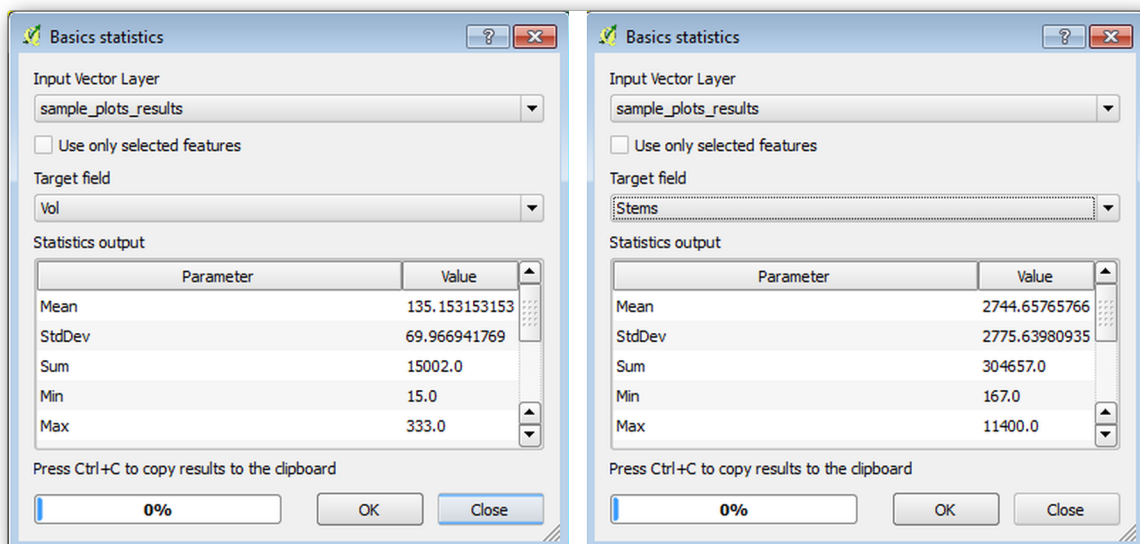 Basics statistics
Input Vector Layer
sample_plots_results
Use only selected features
Target field
Vol
Statistics output
Parameter Value
Mean 135.153153153
StdDev 69.966941769
Sum 15002.0
Min 15.0
Max 333.0
Press Ctrl+C to copy results to the clipboard
0% OK Close
Basics statistics
Input Vector Layer
sample_plots_results
Use only selected features
Target field
Stems
Statistics output
Parameter Value
Mean 2744.65765766
StdDev 2775.63980935
Sum 304657.0
Min 167.0
Max 11400.0
Press Ctrl+C to copy results to the clipboard
0% OK Close